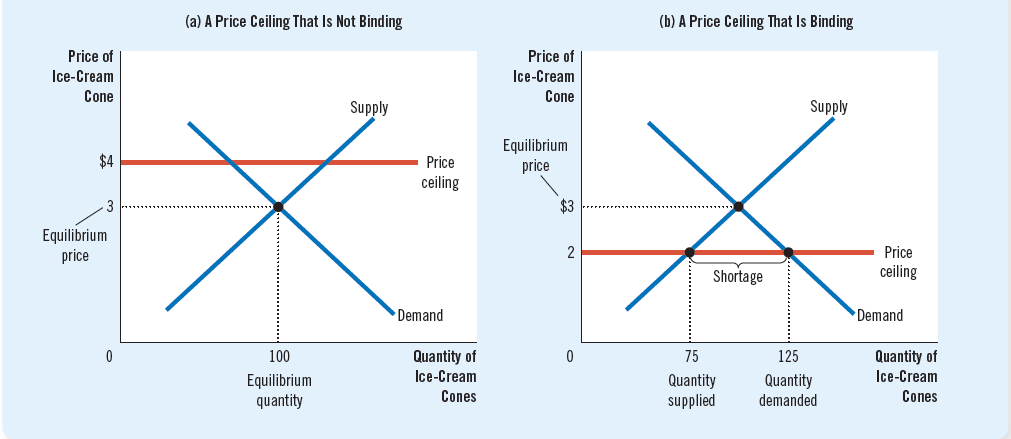 (a) A Price Ceiling That Is Not Binding
Price of
Ice-Cream
Cone
Supply
$4
Price
ceiling
3
Equilibrium
price
Demand
0
100
Equilibrium
quantity
Quantity of
Ice-Cream
Cones
(b) A Price Ceiling That Is Binding
Price of
Ice-Cream
Cone
Supply
Equilibrium
price
$3
2
Price
ceiling
Shortage
Demand
0
75
Quantity
supplied
125
Quantity
demanded
Quantity of
Ice-Cream
Cones